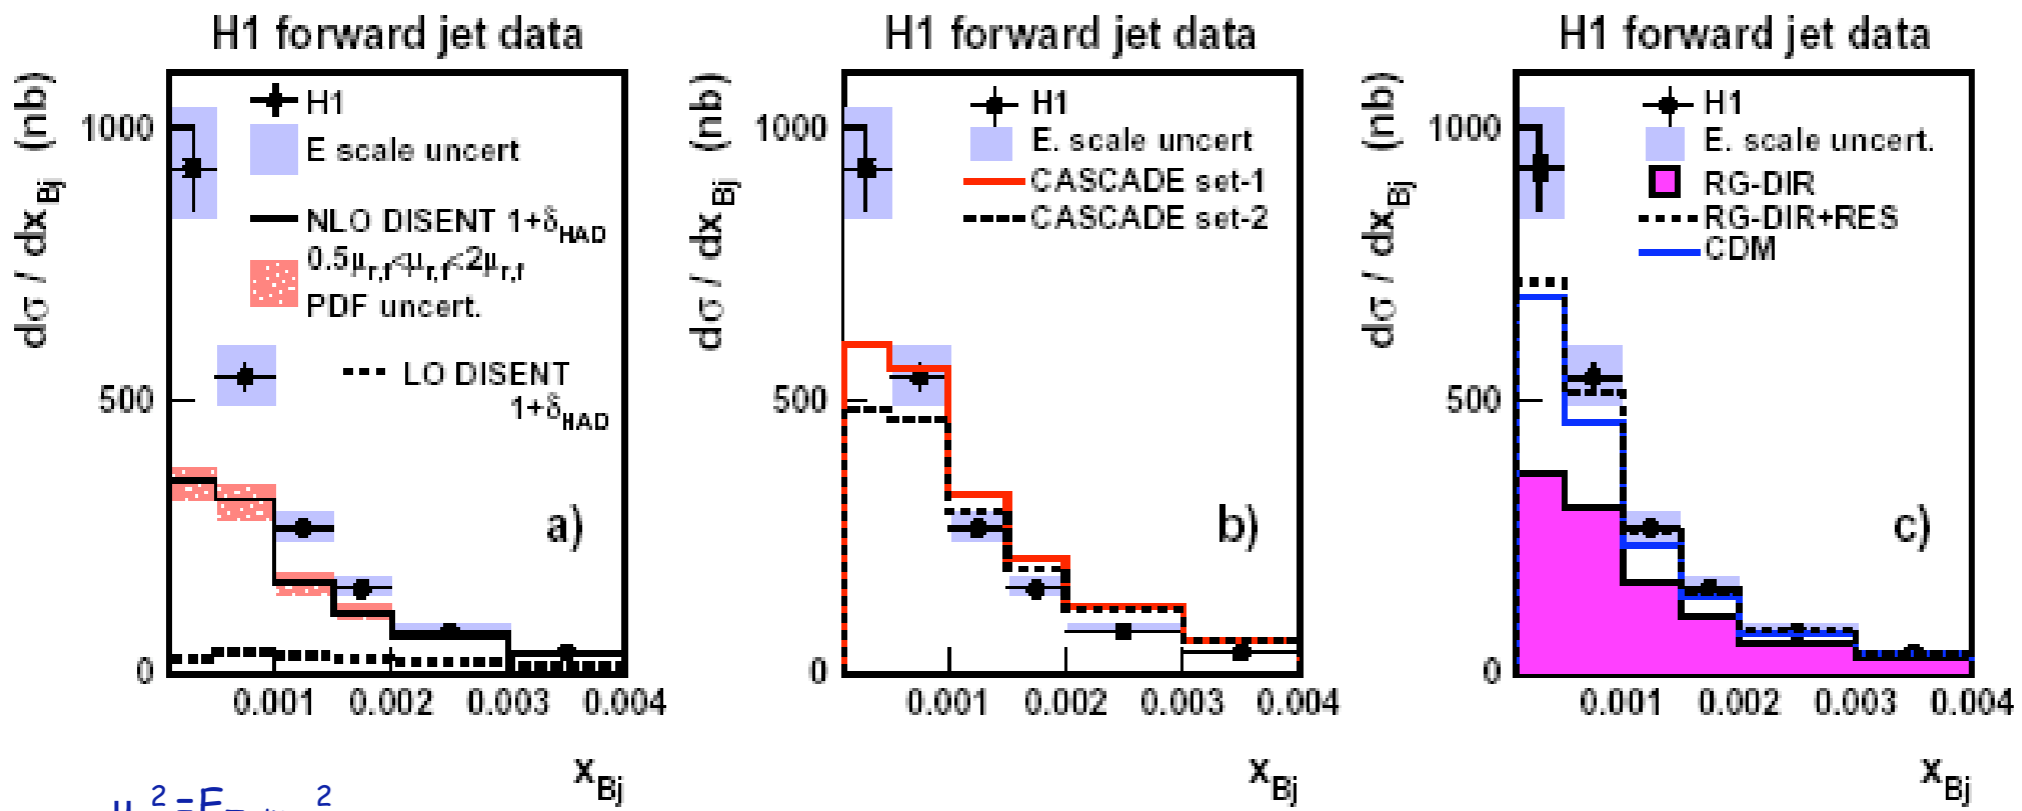 H1 forward jet data
dσ / dx_Bj (nb)
1000
500
0
H1
E scale uncert
NLO DISENT 1+δ_HAD
0.5μ_r,f<μ_r,f<2μ_r,f
PDF uncert.
LO DISENT
1+δ_HAD
a)
0.001 0.002 0.003 0.004
x_Bj
H1 forward jet data
dσ / dx_Bj (nb)
1000
500
0
H1
E. scale uncert
CASCADE set-1
CASCADE set-2
b)
0.001 0.002 0.003 0.004
x_Bj
H1 forward jet data
dσ / dx_Bj (nb)
1000
500
0
H1
E. scale uncert.
RG-DIR
RG-DIR+RES
CDM
c)
0.001 0.002 0.003 0.004
x_Bj